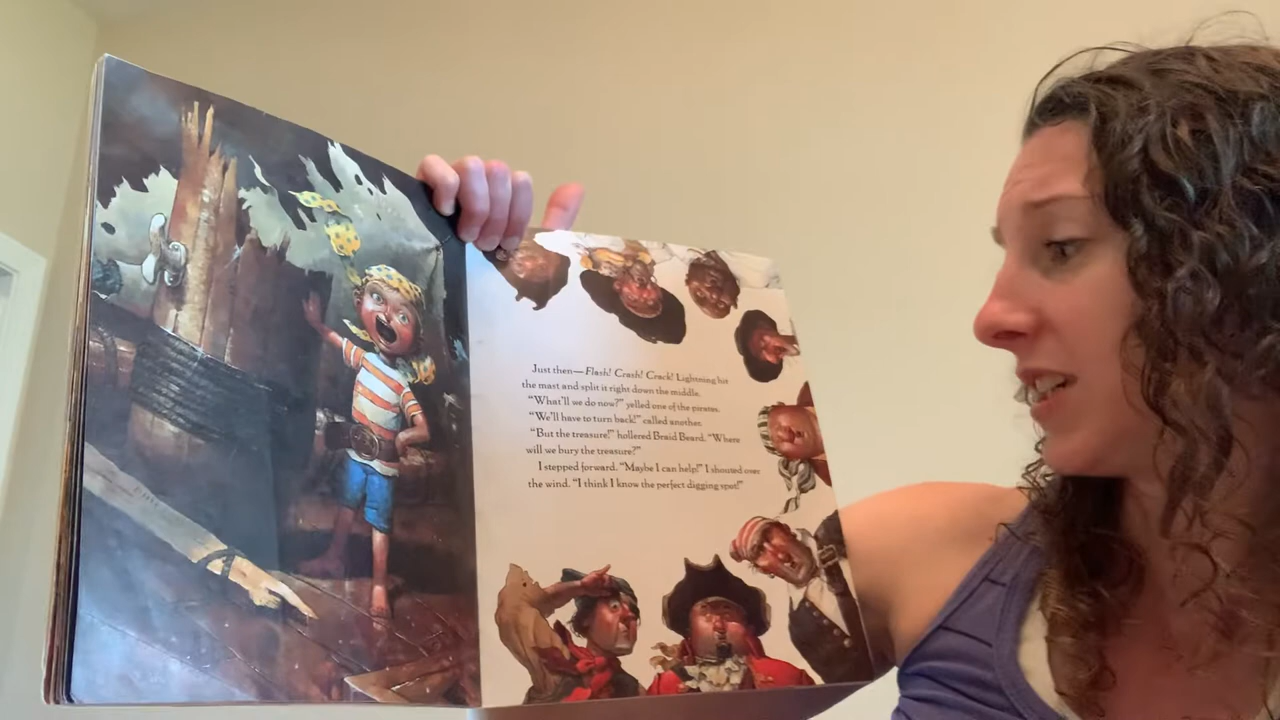 Just then—Flash! Crash! Crack! Lightning hit
the mast and split it right down the middle.
"What'll we do now?" yelled one of the pirates.
"We'll have to turn back!" called another.
"But the treasure!" hollered Braid Beard. "Where
will we bury the treasure?"
I stepped forward. "Maybe I can help!" I shouted over
the wind. "I think I know the perfect digging spot!"